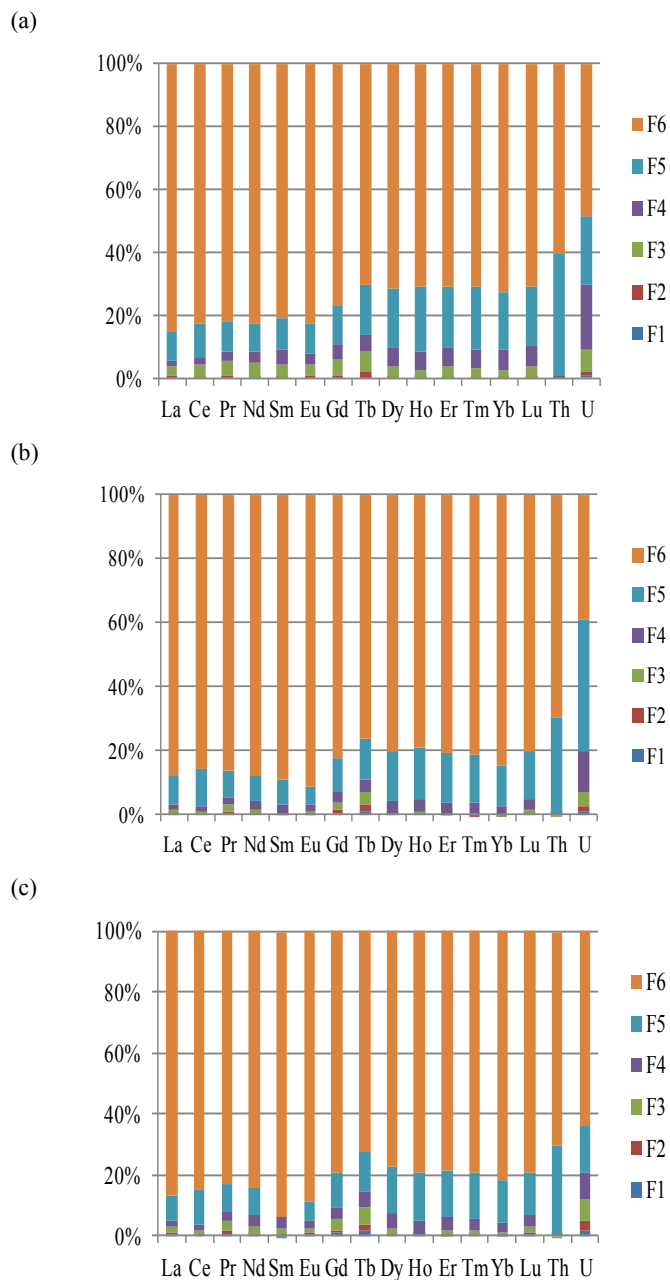 (a)
100%
80%
60%
40%
20%
0%
La Ce Pr Nd Sm Eu Gd Tb Dy Ho Er Tm Yb Lu Th U
F6
F5
F4
F3
F2
F1
(b)
100%
80%
60%
40%
20%
0%
La Ce Pr Nd Sm Eu Gd Tb Dy Ho Er Tm Yb Lu Th U
F6
F5
F4
F3
F2
F1
(c)
100%
80%
60%
40%
20%
0%
La Ce Pr Nd Sm Eu Gd Tb Dy Ho Er Tm Yb Lu Th U
F6
F5
F4
F3
F2
F1